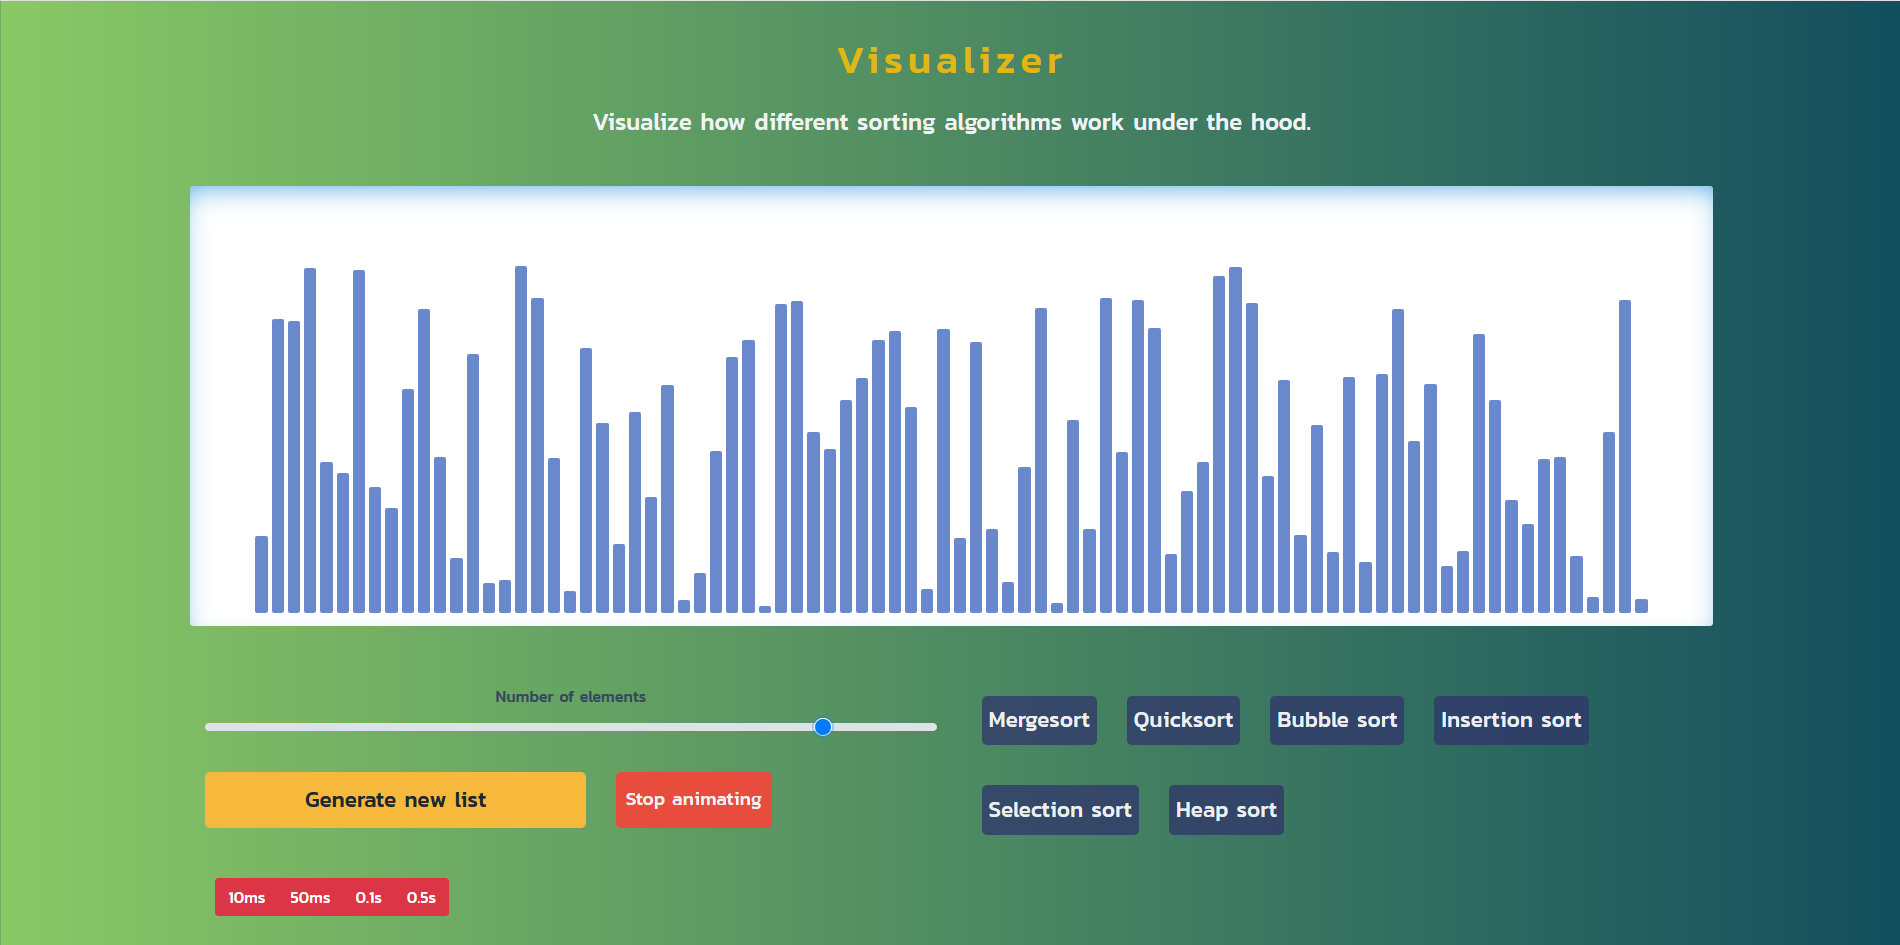 Visualizer
Visualize how different sorting algorithms work under the hood.
Number of elements
Generate new list
Stop animating
10ms 50ms 0.1s 0.5s
Mergesort Quicksort Bubble sort Insertion sort
Selection sort Heap sort